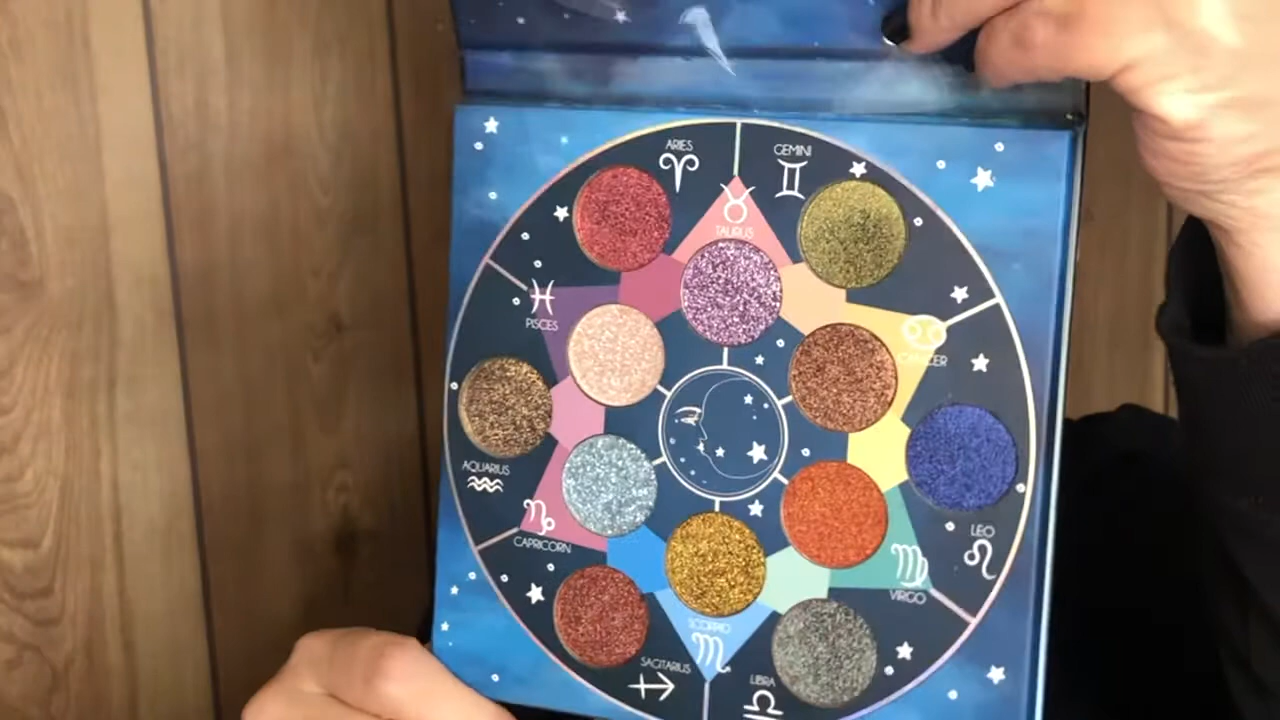 ARIES
GEMINI
TAURUS
PISCES
CANCER
AQUARIUS
LEO
CAPRICORN
VIRGO
SCORPIO
SAGITARIUS
LIBRA